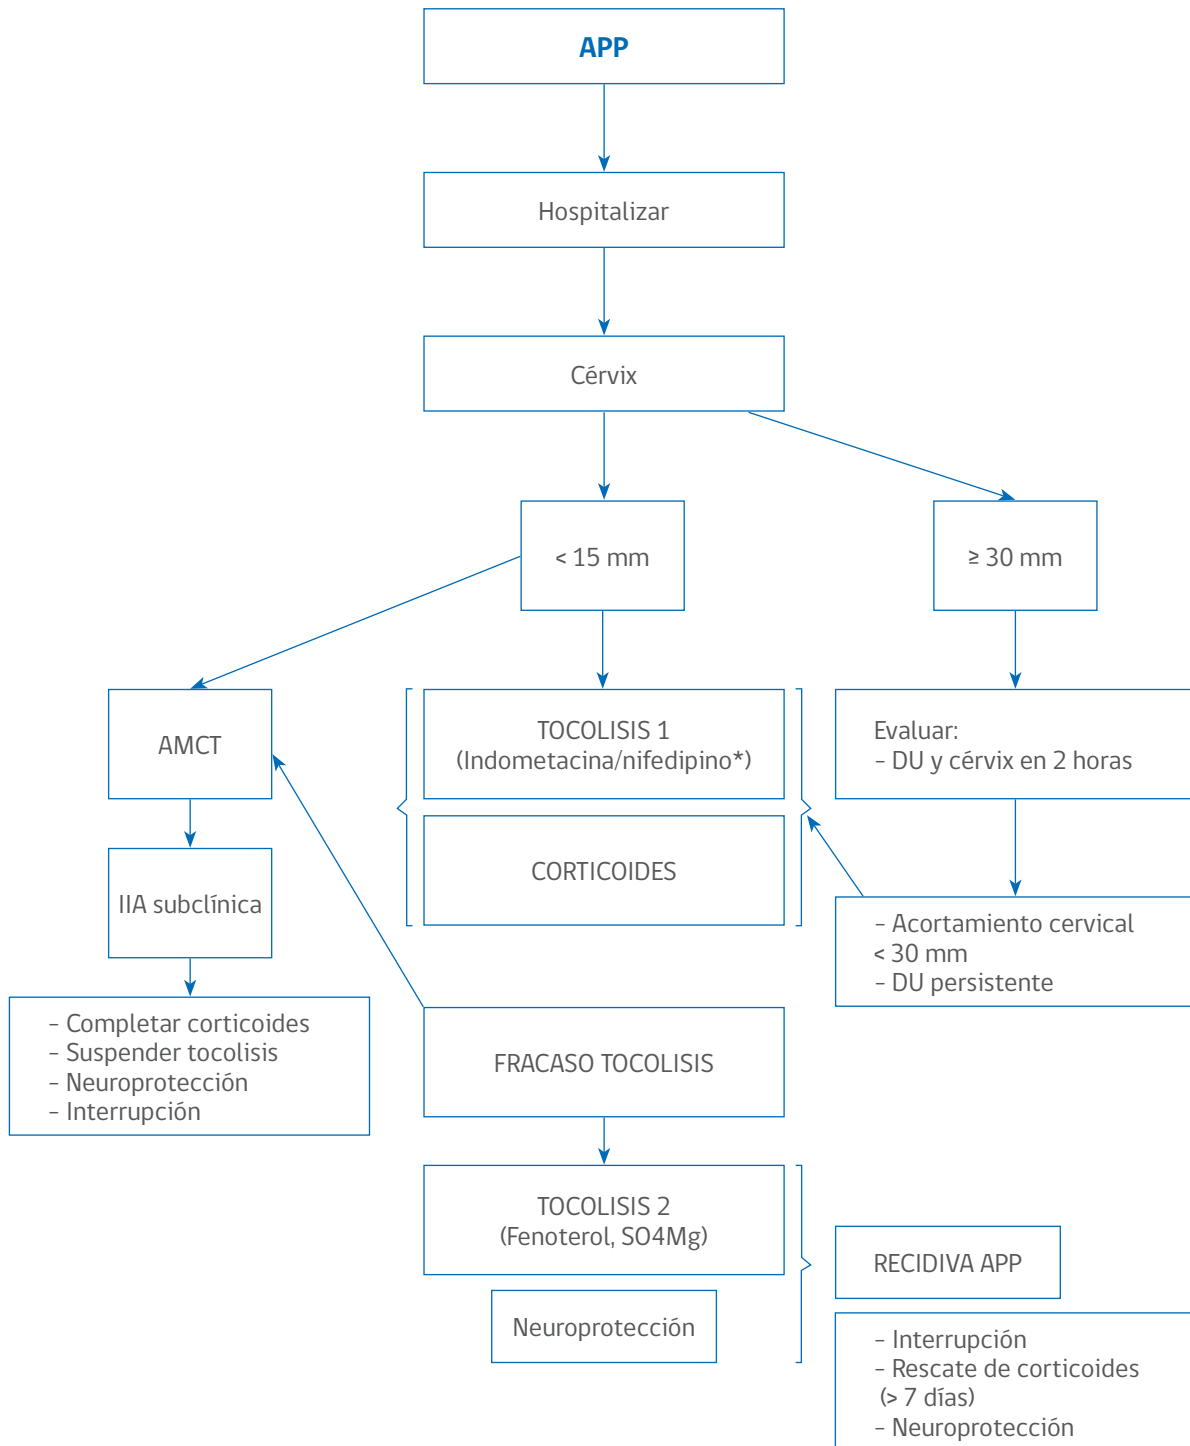 APP
Hospitalizar
Cérvix
< 15 mm
≥ 30 mm
AMCT
TOCOLISIS 1
(Indometacina/nifedipino*)
Evaluar:
– DU y cérvix en 2 horas
IIA subclínica
CORTICOIDES
– Acortamiento cervical
< 30 mm
– DU persistente
– Completar corticoides
– Suspender tocolisis
– Neuroprotección
– Interrupción
FRACASO TOCOLISIS
TOCOLISIS 2
(Fenoterol, SO4Mg)
Neuroprotección
RECIDIVA APP
– Interrupción
– Rescate de corticoides
(> 7 días)
– Neuroprotección